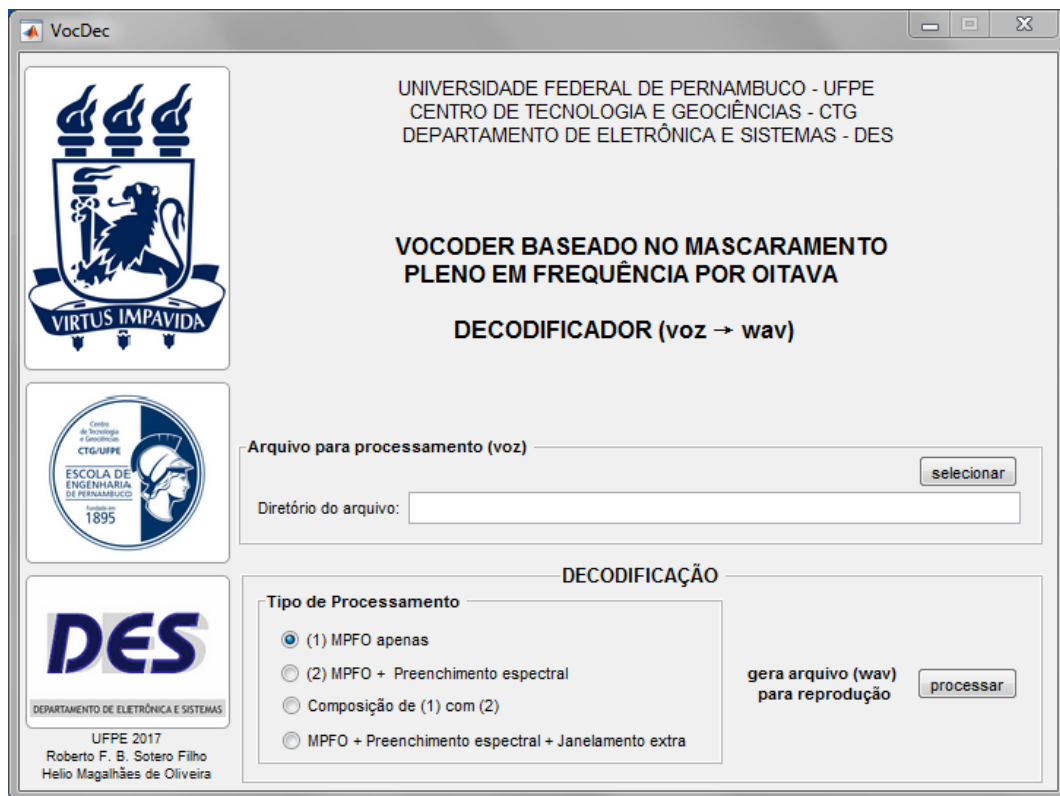 VocDec
UNIVERSIDADE FEDERAL DE PERNAMBUCO - UFPE
CENTRO DE TECNOLOGIA E GEOCIÊNCIAS - CTG
DEPARTAMENTO DE ELETRÔNICA E SISTEMAS - DES
VIRTUS IMPAVIDA
VOCODER BASEADO NO MASCARAMENTO
PLENO EM FREQUÊNCIA POR OITAVA
DECODIFICADOR (voz → wav)
Centro
de Tecnologia
e Geociências
CTG/UFPE
ESCOLA DE
ENGENHARIA
DE PERNAMBUCO
Fundada em
1895
Arquivo para processamento (voz)
selecionar
Diretório do arquivo:
DES
DEPARTAMENTO DE ELETRÔNICA E SISTEMAS
UFPE 2017
Roberto F. B. Sotero Filho
Helio Magalhães de Oliveira
DECODIFICAÇÃO
Tipo de Processamento
(1) MPFO apenas
(2) MPFO + Preenchimento espectral
Composição de (1) com (2)
MPFO + Preenchimento espectral + Janelamento extra
gera arquivo (wav)
para reprodução
processar